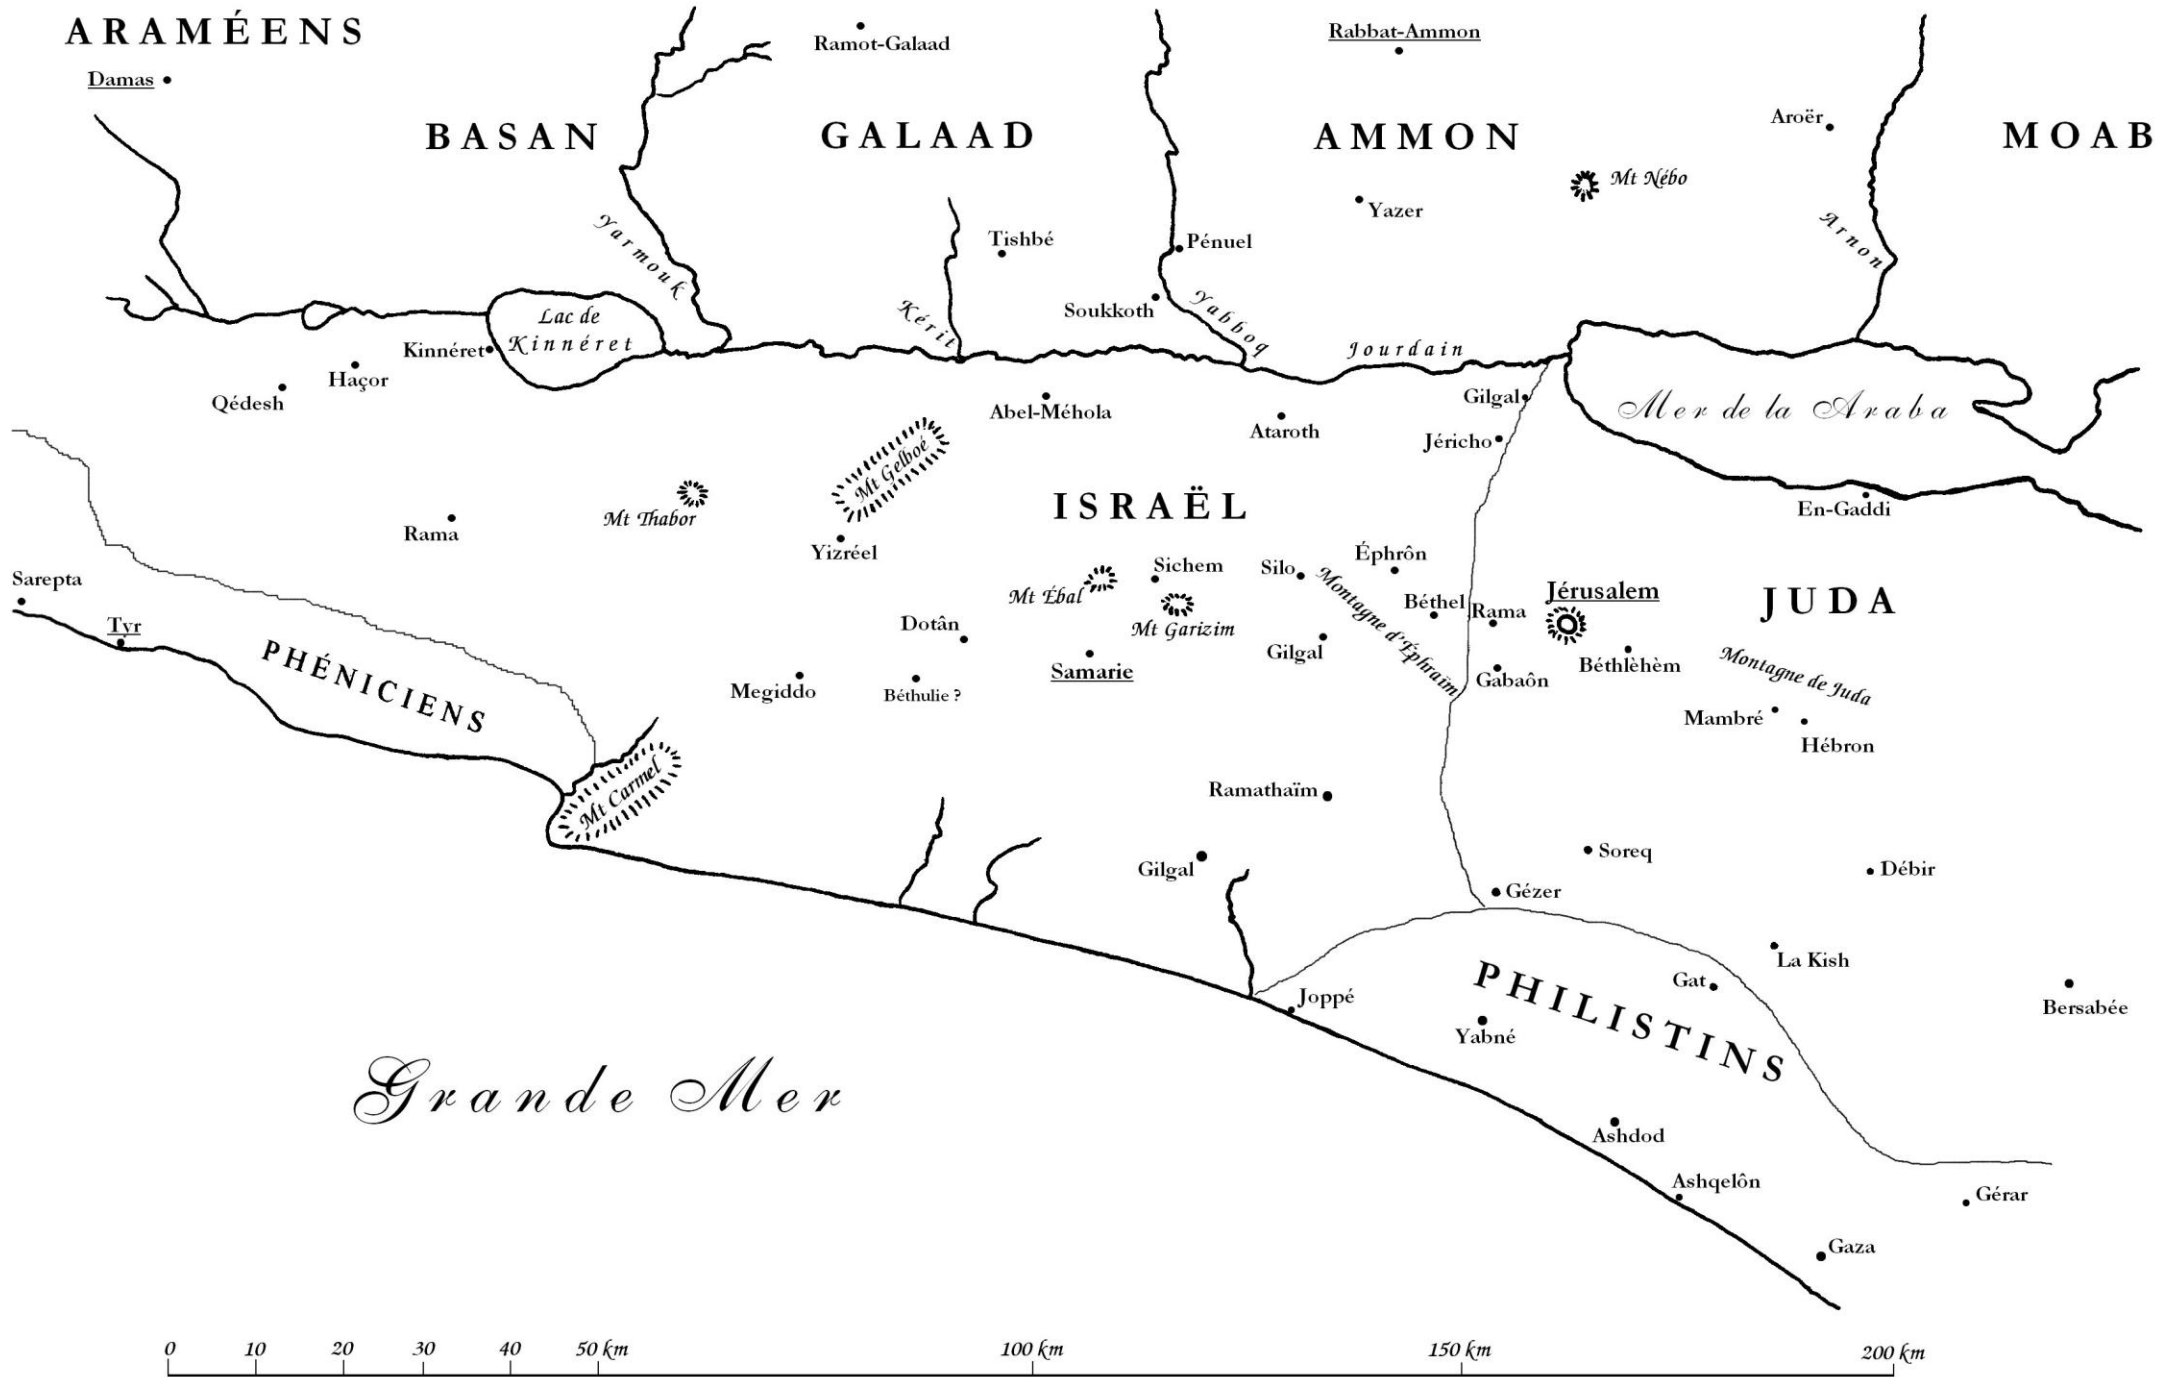 ARAMÉENS
Damas
BASAN
Ramot-Galaad
GALAAD
Rabbat-Ammon
AMMON
Aroër
MOAB
Mt Nébo
Yazer
Yarmouk
Tishbé
Pénuel
Arnon
Kérit
Soukkoth
Yabboq
Lac de
Kinnéret
Kinnéret
Jourdain
Haçor
Qédesh
Abel-Méhola
Ataroth
Gilgal
Jéricho
Mer de la Araba
Mt Gelboé
Mt Thabor
Rama
Yizréel
ISRAËL
En-Gaddi
Sarepta
Tyr
PHÉNICIENS
Mt Ébal
Sichem
Mt Garizim
Silo
Éphrôn
Montagne d'Éphraïm
Béthel
Rama
Jérusalem
JUDA
Dotân
Samarie
Gilgal
Gabaôn
Béthlèhèm
Montagne de Juda
Megiddo
Béthulie ?
Mambré
Hébron
Mt Carmel
Ramathaïm
Gilgal
Soreq
Débir
Gézer
La Kish
Gat
Joppé
PHILISTINS
Yabné
Bersabée
Grande Mer
Ashdod
Ashqelôn
Gérar
Gaza
0 10 20 30 40 50 km 100 km 150 km 200 km